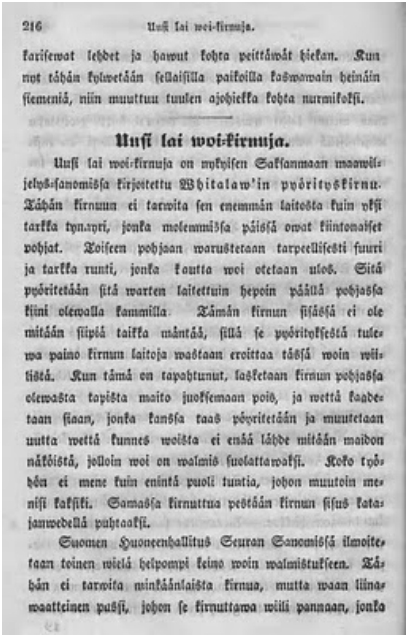 216 Uusi lai woi-kirnuja.
karisewat lehdet ja hawut kohta peittäwät hiekan. Kun
nyt tähän kylwetään sellaisilla paikoilla kaswawain heinäin
siemeniä, niin muuttuu tuulen ajohiekka kohta nurmikoksi.
Uusi lai woi-kirnuja.
Uusi lai woi-kirnuja on nykyisen Saksanmaan maawil-
jelys-sanomissa kirjoitettu Whitalaw'in pyörityskirnu.
Tähän kirnuun ei tarwita sen enemmän laitosta kuin yksi
tarkka tynnyri, jonka molemmissa päissä owat kiintonaiset
pohjat. Toiseen pohjaan warustetaan tarpeellisesti suuri
ja tarkka runti, jonka kautta woi otetaan ulos. Sitä
pyöritetään sitä warten laitettuin hepoin päällä pohjassa
kiini olewalla kammilla. Tämän kirnun sisässä ei ole
mitään siipiä taikka mäntää, sillä se pyörityksestä tule-
wa paino kirnun laitoja wastaan eroittaa tässä woin wii-
listä. Kun tämä on tapahtunut, lasketaan kirnun pohjassa
olewasta tapista maito juoksemaan pois, ja wettä kaade-
taan siaan, jonka kanssa taas pöyritetään ja muutetaan
uutta wettä kunnes woista ei enää lähde mitään maidon
näköistä, jolloin woi on walmis suolattawaksi. Koko työ-
hön ei mene kuin enintä puoli tuntia, johon muutoin me-
nisi kaksiki. Samassa kirnuttua pestään kirnun sisus kata-
janwedellä puhtaaksi.
Suomen Huoneenhallitus Seuran Sanomissä ilmoite-
taan toinen wielä helpompi keino woin walmistukseen. Tä-
hän ei tarwita minkäänlaista kirnua, mutta waan liina-
waatteinen pussi, johon se kirnuttawa wiili pannaan, jonka